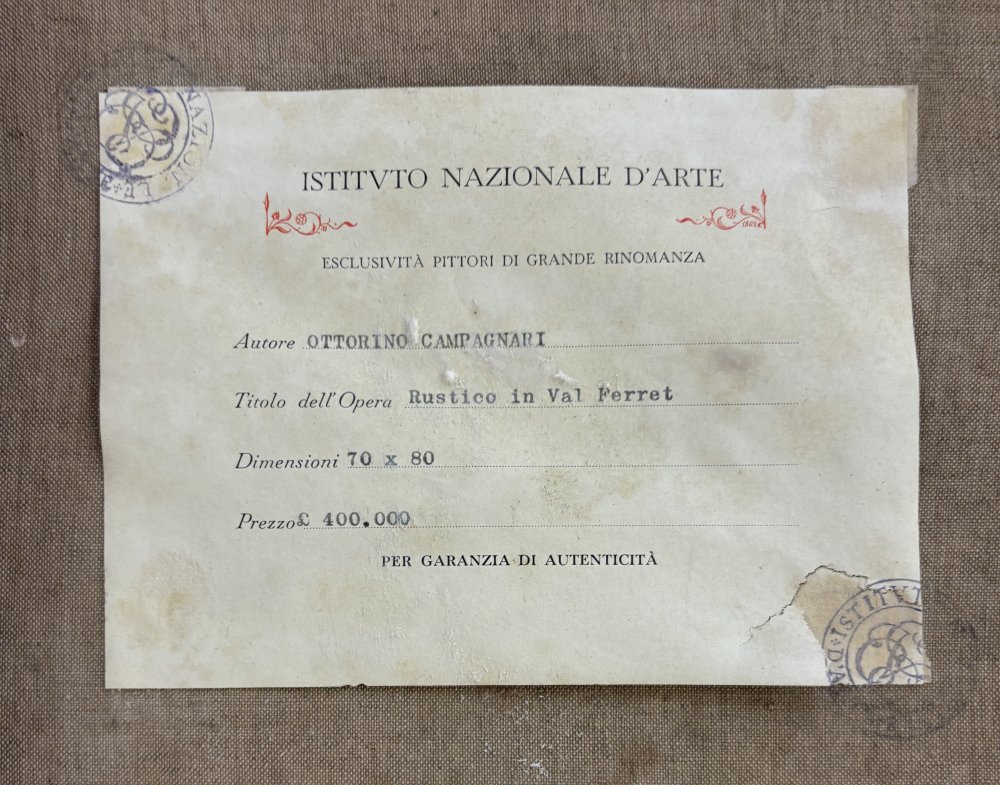 ISTITVTO NAZIONALE D'ARTE
ESCLUSIVITÀ PITTORI DI GRANDE RINOMANZA
Autore OTTORINO CAMPAGNARI
Titolo dell'Opera Rustico in Val Ferret
Dimensioni 70 x 80
Prezzo £ 400.000
PER GARANZIA DI AUTENTICITÀ
ISTITVT